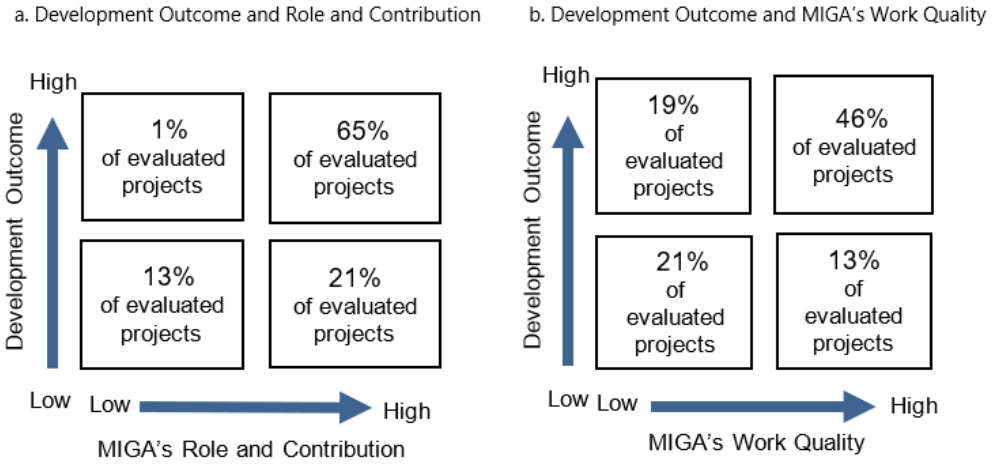 a. Development Outcome and Role and Contribution
High
Development Outcome
1%
of evaluated
projects
65%
of evaluated
projects
13%
of evaluated
projects
21%
of evaluated
projects
Low
Low
High
MIGA's Role and Contribution
b. Development Outcome and MIGA's Work Quality
High
Development Outcome
19%
of
evaluated
projects
46%
of evaluated
projects
21%
of
evaluated
projects
13%
of
evaluated
projects
Low
Low
High
MIGA's Work Quality